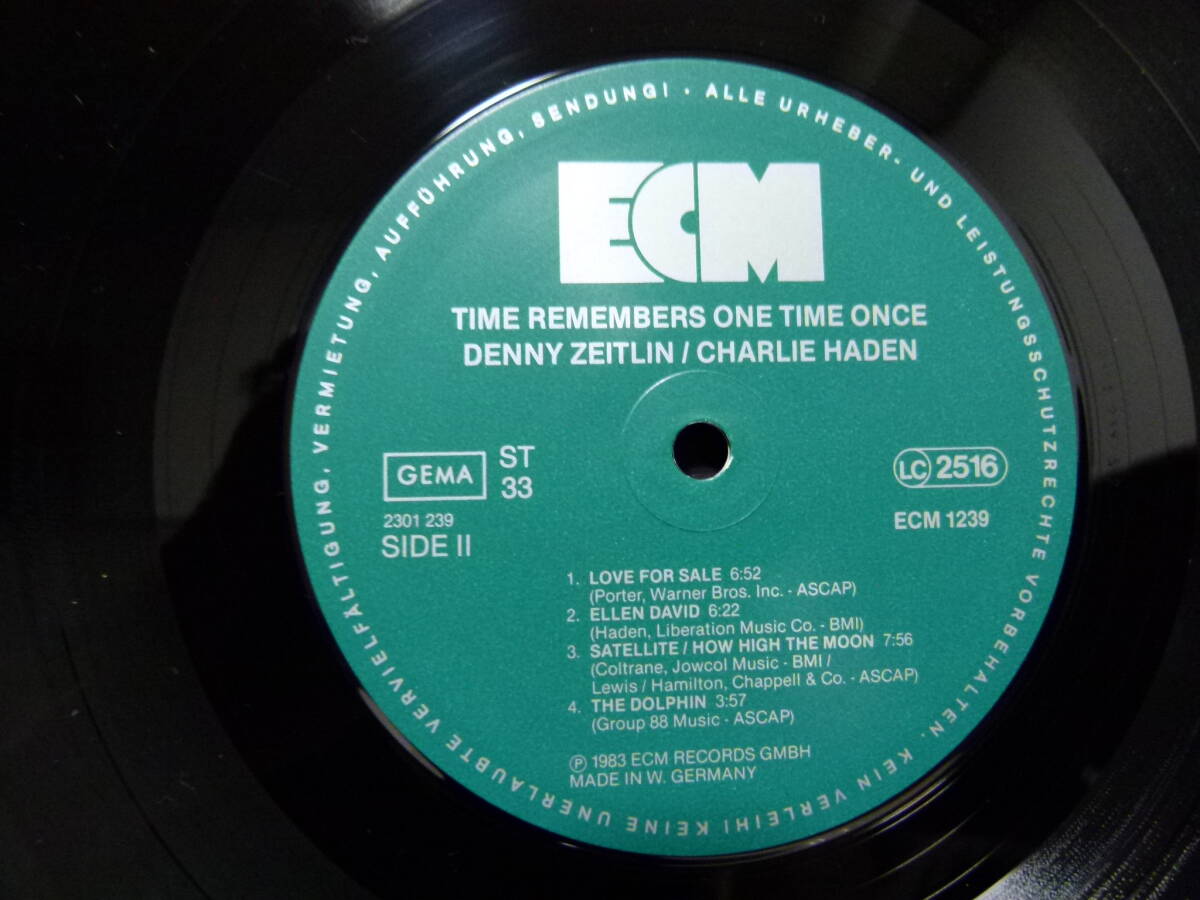 ECM
TIME REMEMBERS ONE TIME ONCE
DENNY ZEITLIN / CHARLIE HADEN
GEMA
ST
33
2301 239
SIDE II
LC 2516
ECM 1239
1. LOVE FOR SALE 6:52
(Porter, Warner Bros. Inc. - ASCAP)
2. ELLEN DAVID 6:22
(Haden, Liberation Music Co. - BMI)
3. SATELLITE / HOW HIGH THE MOON 7:56
(Coltrane, Jowcol Music - BMI /
Lewis / Hamilton, Chappell & Co. - ASCAP)
4. THE DOLPHIN 3:57
(Group 88 Music - ASCAP)
℗ 1983 ECM RECORDS GMBH
MADE IN W. GERMANY
ALLE URHEBER- UND LEISTUNGSSCHUTZRECHTE VORBEHALTEN. KEIN VERLEIH! KEINE UNERLAUBTE VERVIELFÄLTIGUNG, VERMIETUNG, AUFFÜHRUNG, SENDUNG! ·